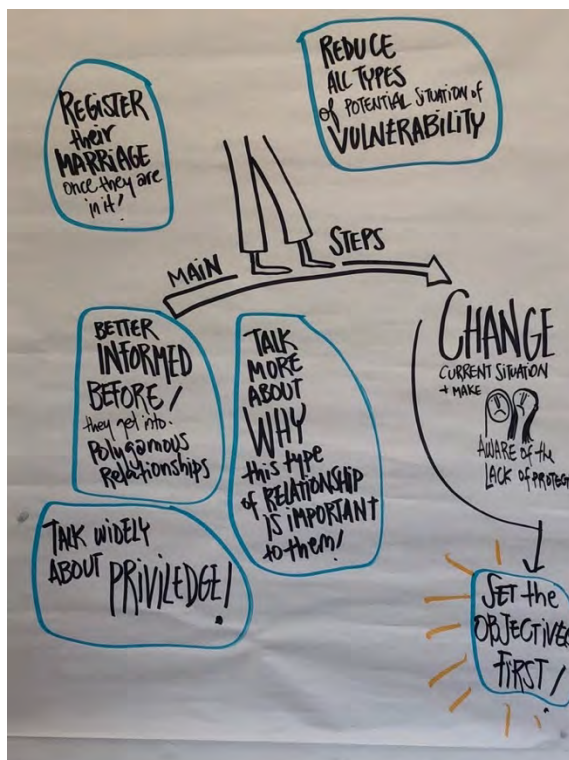 REGISTER
their
MARRIAGE
once they are
in it!
REDUCE
ALL TYPES
of POTENTIAL SITUATION of
VULNERABILITY
MAIN STEPS
BETTER
INFORMED
BEFORE!
they get into
Polygamous
Relationships
TALK
MORE
ABOUT
WHY
this type
of RELATIONSHIP
IS IMPORTANT
to them!
TALK WIDELY
ABOUT PRIVILEDGE!
CHANGE
CURRENT SITUATION
+ MAKE
AWARE of the
LACK of PROTECT
SET the
OBJECTIVES
FIRST!